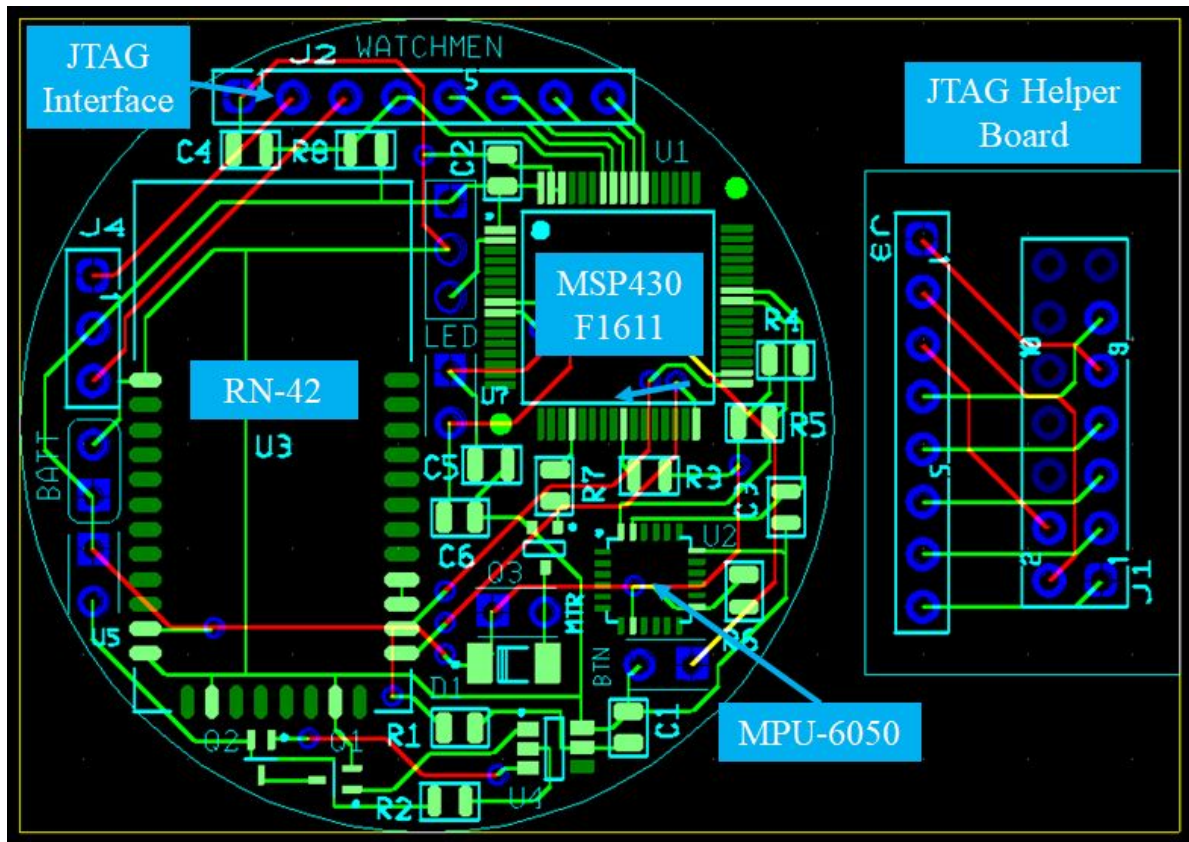 WATCHMEN
JTAG
Interface
J2
1
5
JTAG Helper
Board
C4
R8
C2
U1
J4
1
J3
1
MSP430
F1611
LED
R4
10
9
RN-42
U7
U3
R5
BATT
C5
R7
R3
C3
5
C6
U2
Q3
2
1
J1
MTR
U5
R6
BTN
D1
C1
MPU-6050
Q2
Q1
R1
U4
R2